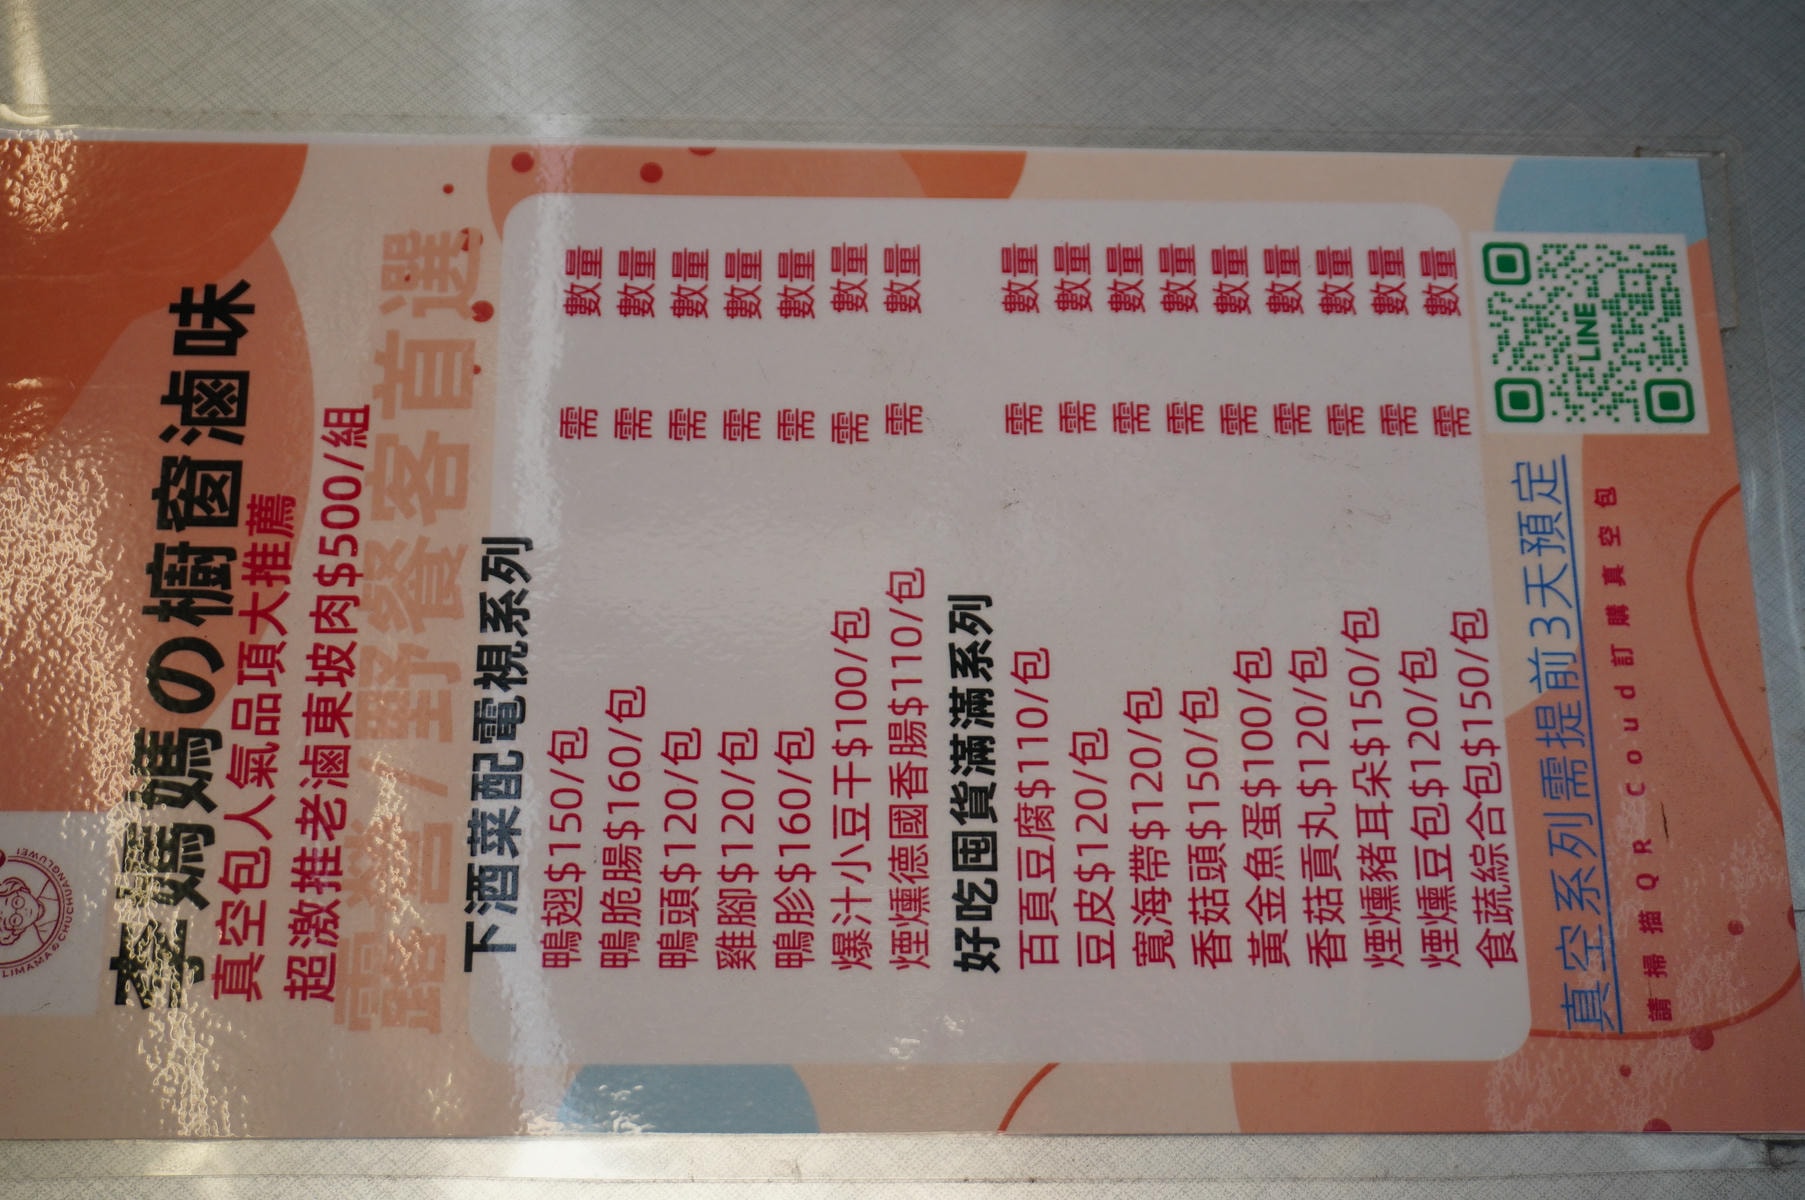 LIMAMA'S CHUCHUANGLUWEI
李媽媽の櫥窗滷味
真空包人氣品項大推薦
超激推老滷東坡肉$500/組
露營/野餐客首選
下酒菜配電視系列
鴨翅$150/包 需 數量
鴨脆腸$160/包 需 數量
鴨頭$120/包 需 數量
雞腳$120/包 需 數量
鴨胗$160/包 需 數量
爆汁小豆干$100/包 需 數量
煙燻德國香腸$110/包 需 數量
好吃囤貨滿滿系列
百頁豆腐$110/包 需 數量
豆皮$120/包 需 數量
寬海帶$120/包 需 數量
香菇頭$150/包 需 數量
黃金魚蛋$100/包 需 數量
香菇貢丸$120/包 需 數量
煙燻豬耳朵$150/包 需 數量
煙燻豆包$120/包 需 數量
食蔬綜合包$150/包 需 數量
真空系列需提前3天預定
請掃描QR Coud訂購真空包
LINE